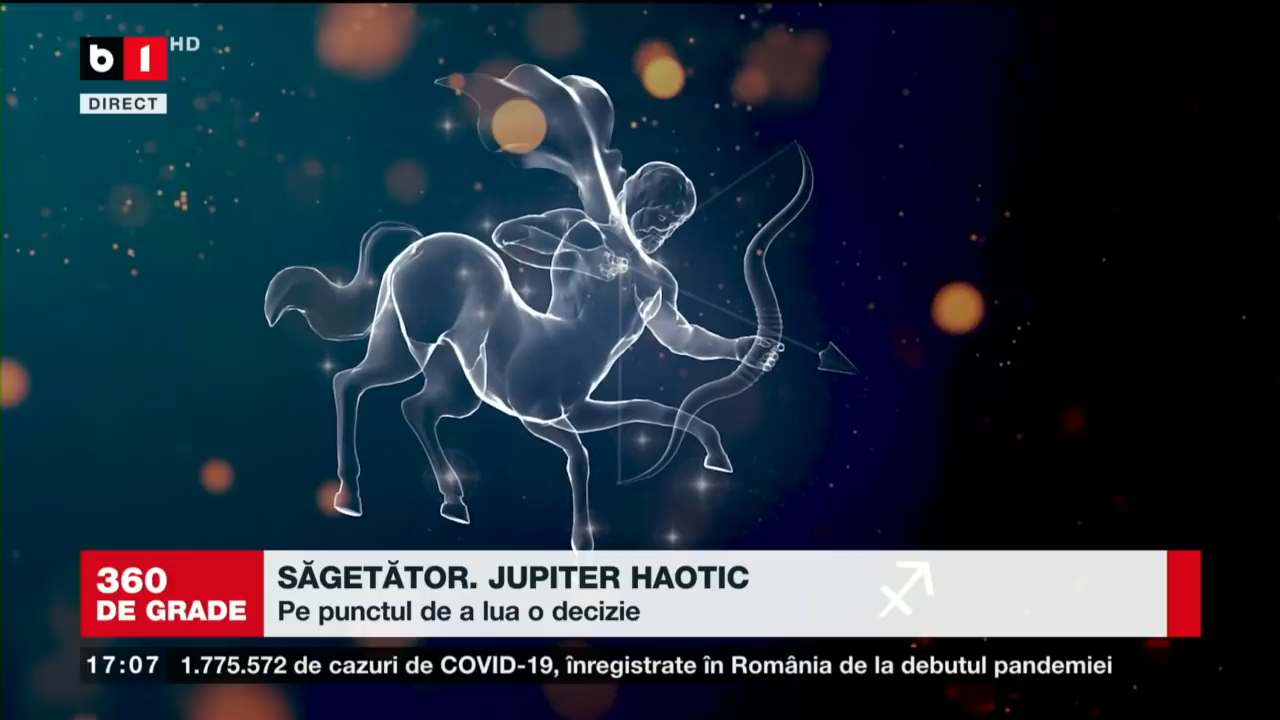 b1 HD
DIRECT
360
DE GRADE
SĂGETĂTOR. JUPITER HAOTIC
Pe punctul de a lua o decizie
17:07 1.775.572 de cazuri de COVID-19, înregistrate în România de la debutul pandemiei